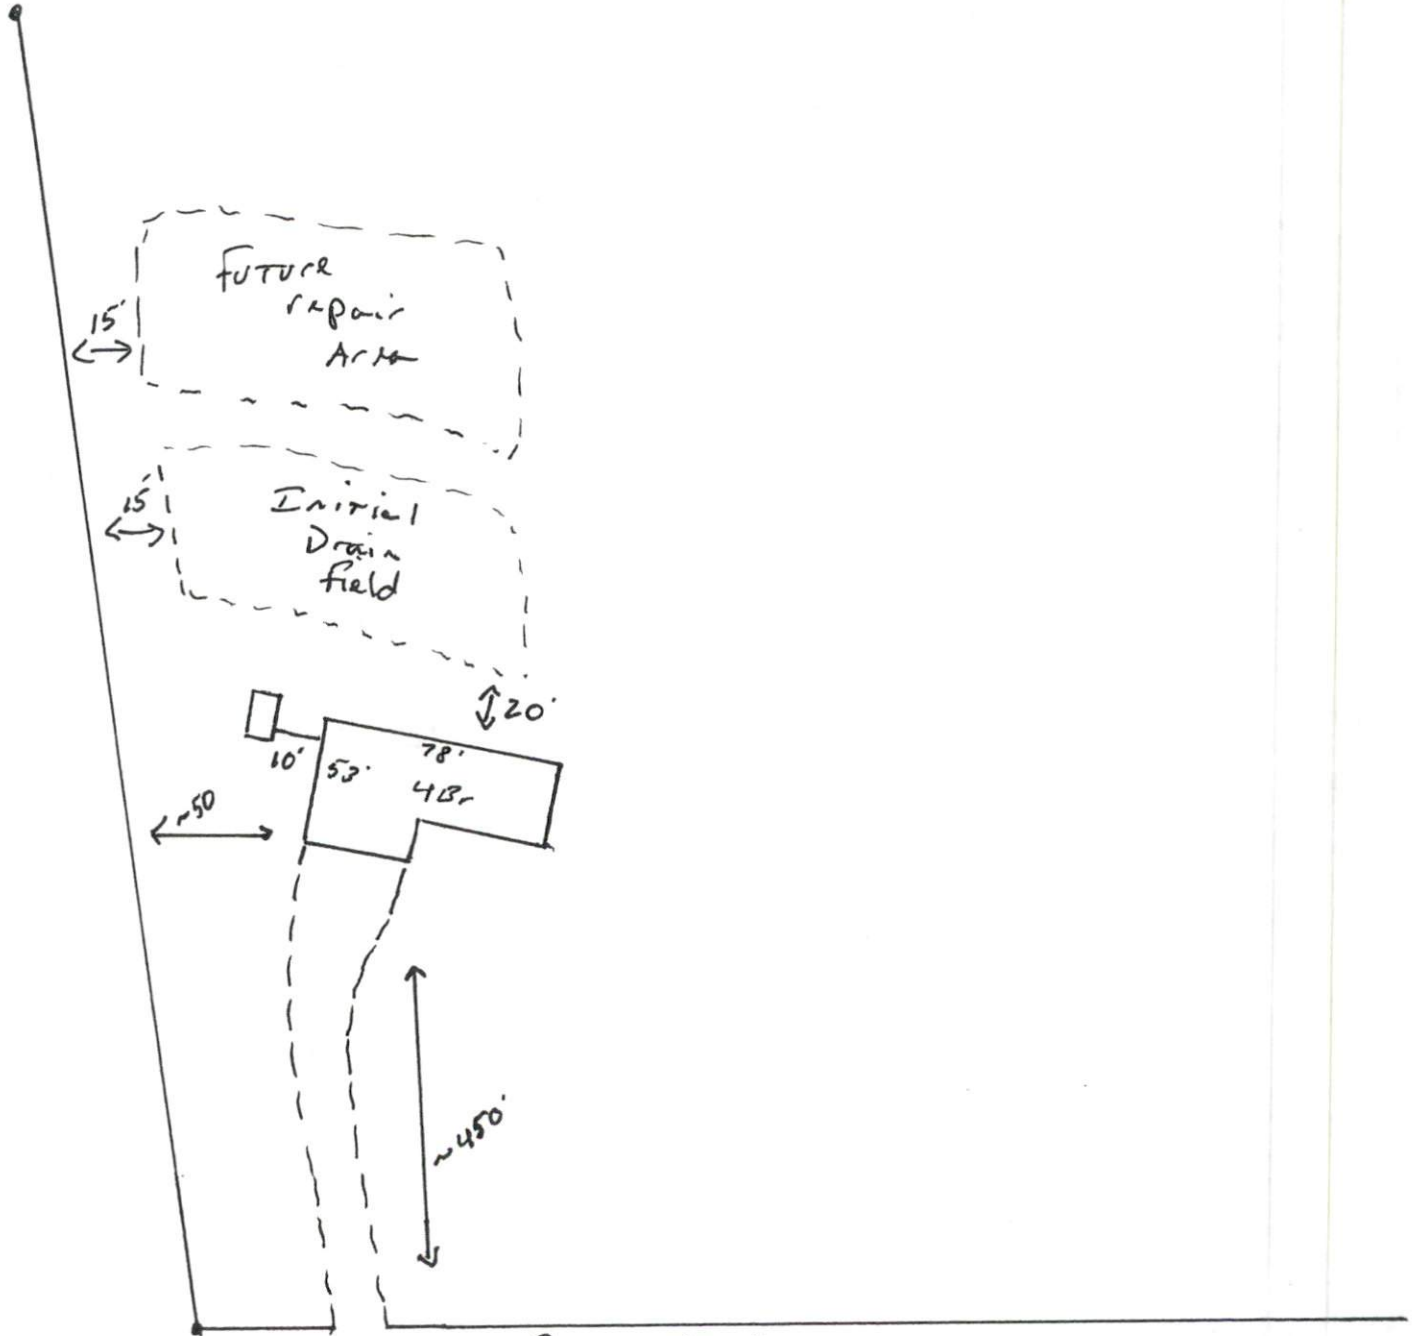 Future
repair
Area
15'
15'
Initial
Drain
field
20'
10'
78'
53'
4Br
~50
~450'